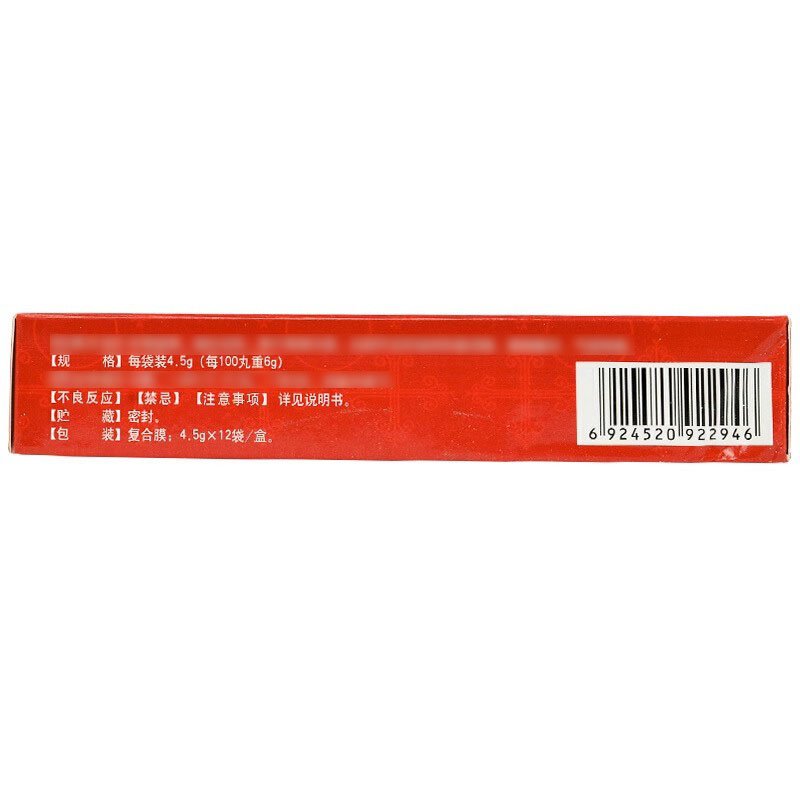 【规　　格】每袋装4.5g（每100丸重6g）
【不良反应】【禁忌】【注意事项】详见说明书。
【贮　　藏】密封。
【包　　装】复合膜；4.5g×12袋/盒。
6 924520 922946